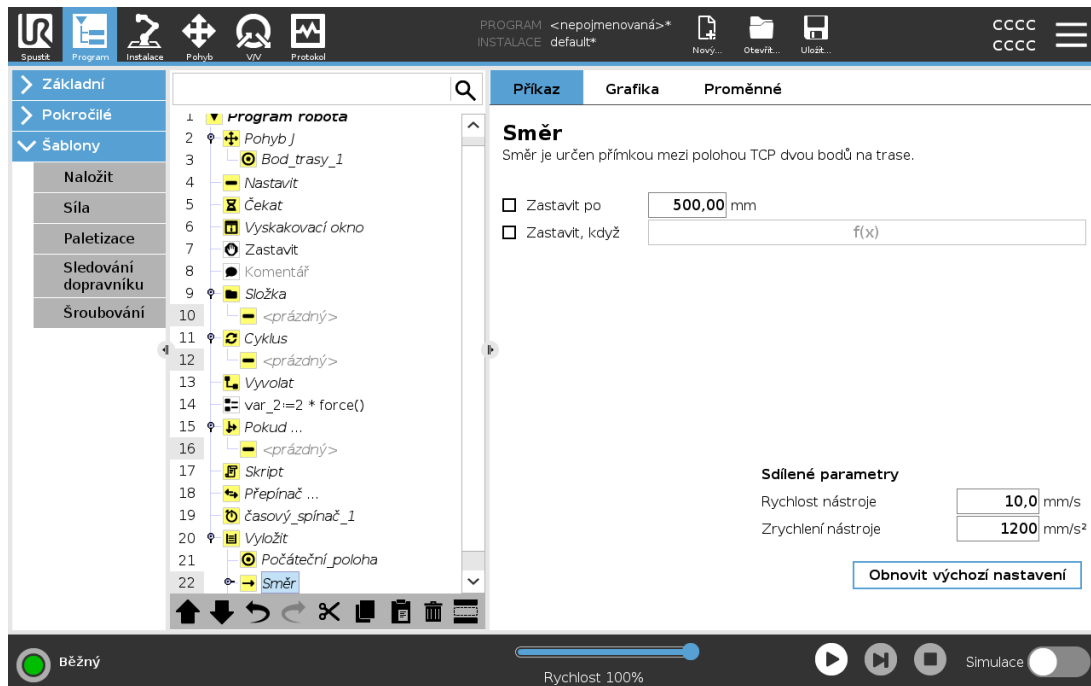 PROGRAM <nepojmenovaná>*
INSTALACE default*
Spustit Program Instalace Pohyb V/V Protokol Nový... Otevřít... Uložit...
CCCC
CCCC
Základní
Pokročilé
Šablony
Naložit
Síla
Paletizace
Sledování
dopravníku
Šroubování
1 Program robota
2 Pohyb J
3 Bod_trasy_1
4 Nastavit
5 Čekat
6 Vyskakovací okno
7 Zastavit
8 Komentář
9 Složka
10 <prázdný>
11 Cyklus
12 <prázdný>
13 Vyvolat
14 var_2≔2 * force()
15 Pokud ...
16 <prázdný>
17 Skript
18 Přepínač ...
19 časový_spínač_1
20 Vyložit
21 Počáteční_poloha
22 Směr
Příkaz Grafika Proměnné
Směr
Směr je určen přímkou mezi polohou TCP dvou bodů na trase.
Zastavit po 500,00 mm
Zastavit, když f(x)
Sdílené parametry
Rychlost nástroje 10,0 mm/s
Zrychlení nástroje 1200 mm/s²
Obnovit výchozí nastavení
Běžný
Rychlost 100%
Simulace